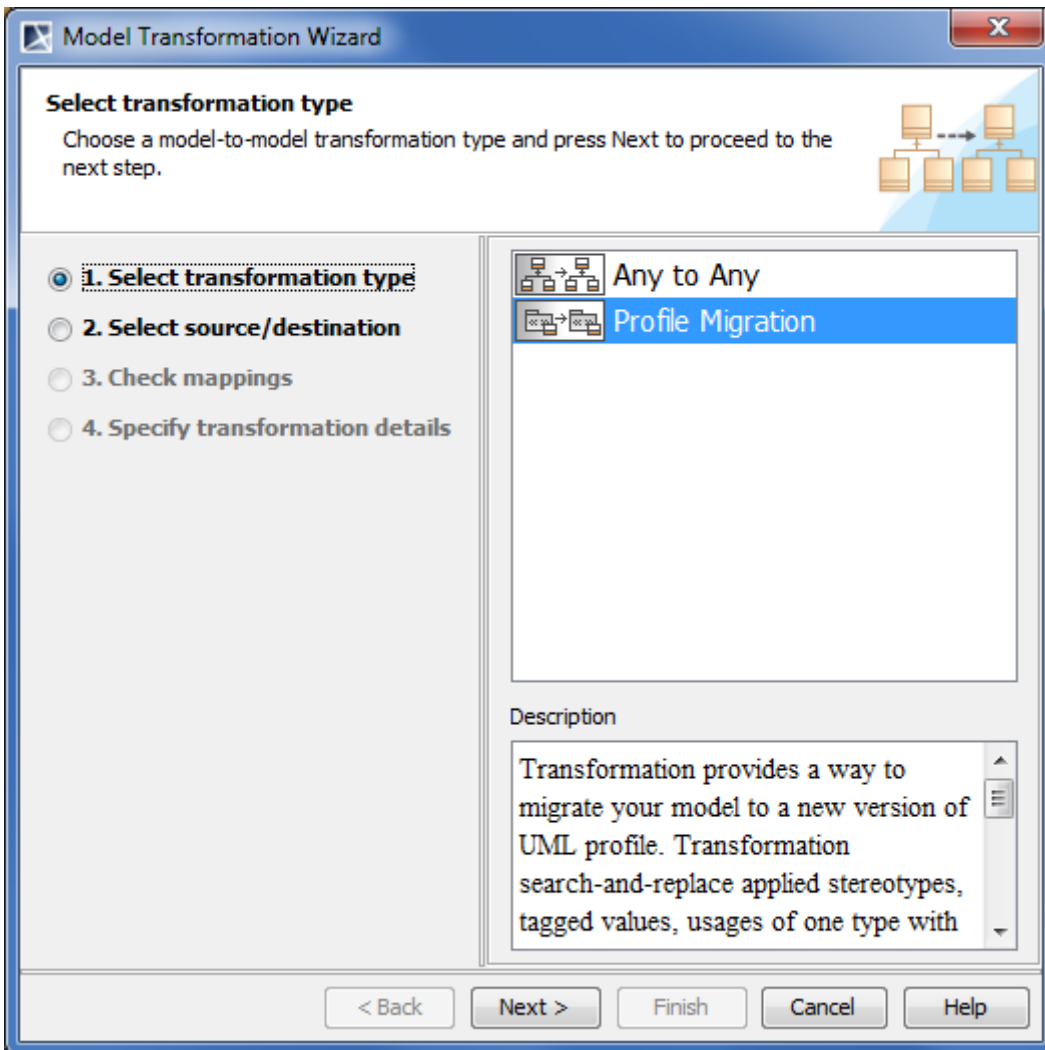 Model Transformation Wizard
Select transformation type
Choose a model-to-model transformation type and press Next to proceed to the
next step.
1. Select transformation type
2. Select source/destination
3. Check mappings
4. Specify transformation details
Any to Any
Profile Migration
Description
Transformation provides a way to
migrate your model to a new version of
UML profile. Transformation
search-and-replace applied stereotypes,
tagged values, usages of one type with
< Back
Next >
Finish
Cancel
Help